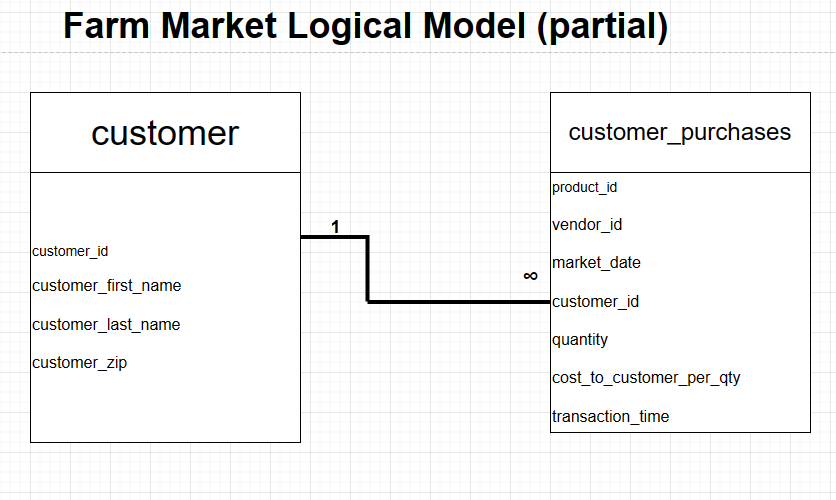 Farm Market Logical Model (partial)
customer
customer_id
customer_first_name
customer_last_name
customer_zip
1
∞
customer_purchases
product_id
vendor_id
market_date
customer_id
quantity
cost_to_customer_per_qty
transaction_time